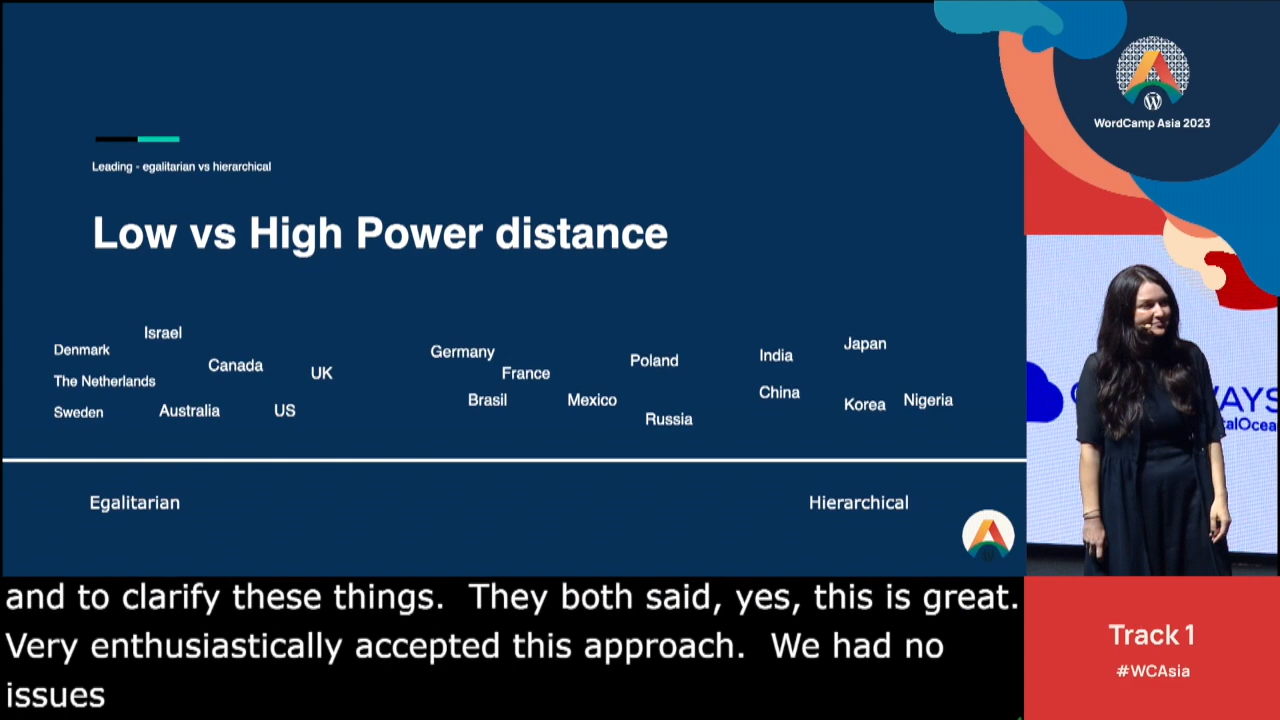 Leading - egalitarian vs hierarchical
Low vs High Power distance
Israel
Denmark
Canada
UK
The Netherlands
Sweden
Australia
US
Germany
France
Poland
Brasil
Mexico
Russia
India
Japan
China
Korea
Nigeria
Egalitarian
Hierarchical
and to clarify these things. They both said, yes, this is great.
Very enthusiastically accepted this approach. We had no
issues
WordCamp Asia 2023
WAYS
Track 1
#WCAsia